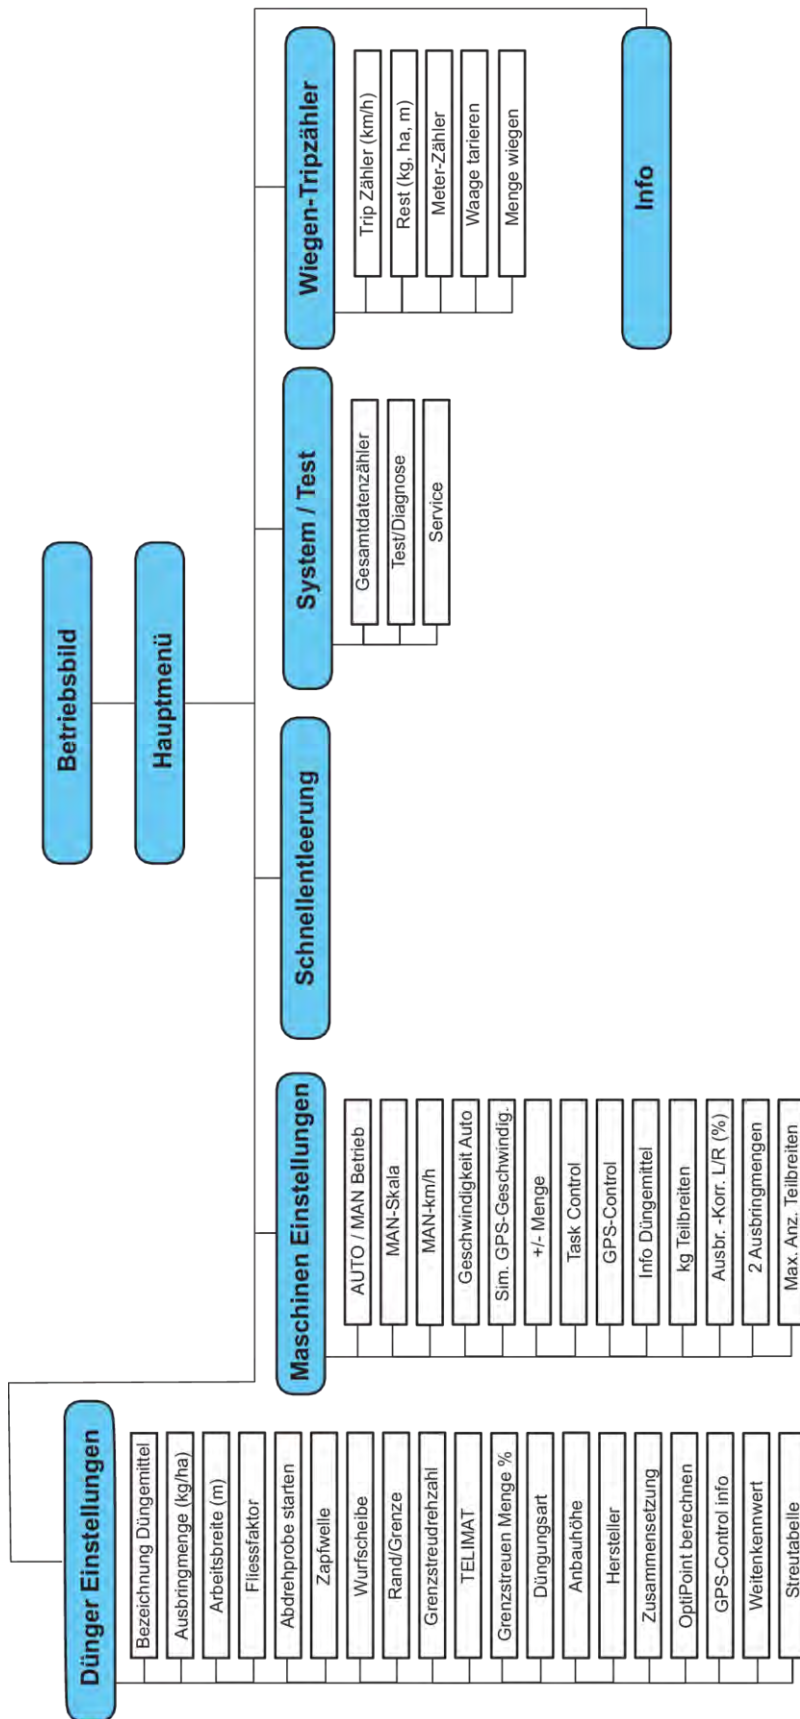 Betriebsbild
Hauptmenü
Dünger Einstellungen
Bezeichnung Düngemittel
Ausbringmenge (kg/ha)
Arbeitsbreite (m)
Fliessfaktor
Abdrehprobe starten
Zapfwelle
Wurfscheibe
Rand/Grenze
Grenzstreudrehzahl
TELIMAT
Grenzstreuen Menge %
Düngungsart
Anbauhöhe
Hersteller
Zusammensetzung
OptiPoint berechnen
GPS-Control info
Weitenkennwert
Streutabelle
Maschinen Einstellungen
AUTO / MAN Betrieb
MAN-Skala
MAN-km/h
Geschwindigkeit Auto
Sim. GPS-Geschwindig.
+/- Menge
Task Control
GPS-Control
Info Düngemittel
kg Teilbreiten
Ausbr. -Korr. L/R (%)
2 Ausbringmengen
Max. Anz. Teilbreiten
Schnellentleerung
System / Test
Gesamtdatenzähler
Test/Diagnose
Service
Wiegen-Tripzähler
Trip Zähler (km/h)
Rest (kg, ha, m)
Meter-Zähler
Waage tarieren
Menge wiegen
Info